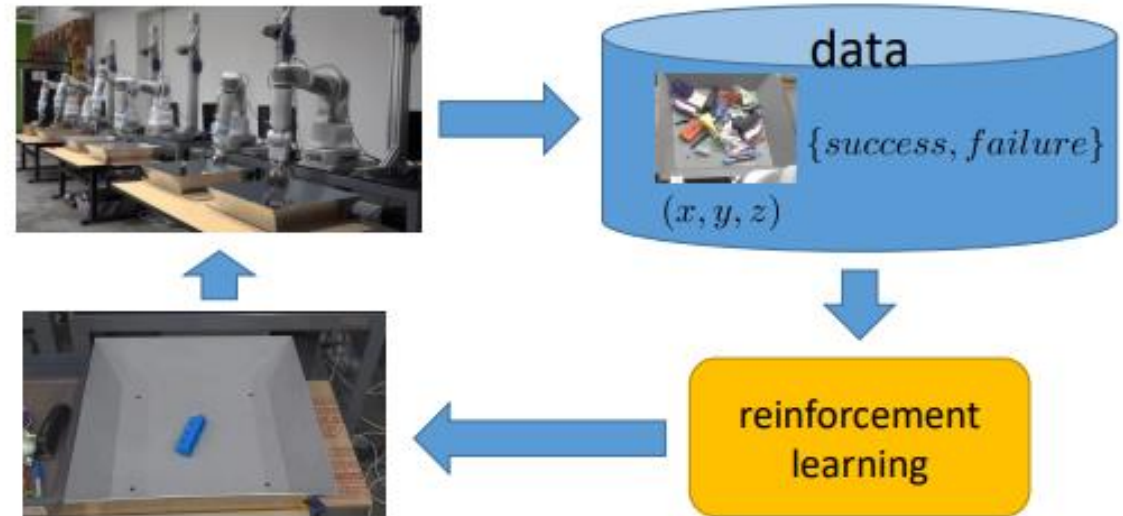 data
{success, failure}
(x, y, z)
reinforcement
learning